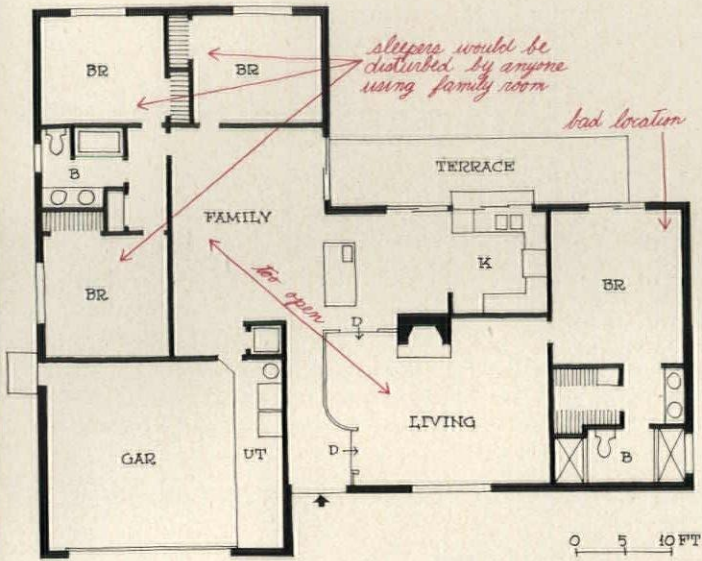 BR
BR
sleepers would be
disturbed by anyone
using family room
bad location
B
TERRACE
FAMILY
BR
too open
K
BR
D
LIVING
GAR
UT
D
B
0 5 10 FT